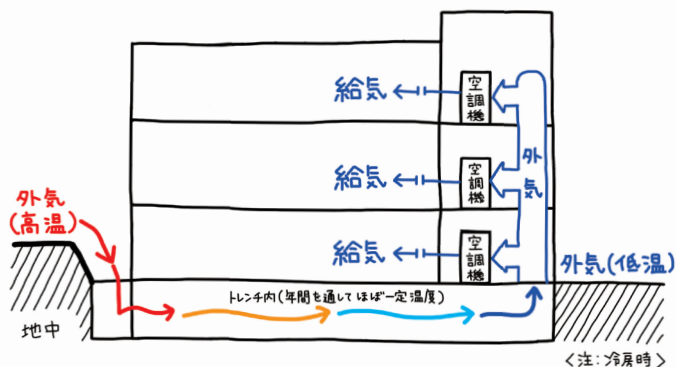 給気
空調機
外気
給気
空調機
外気
(高温)
給気
空調機
外気(低温)
トレンチ内(年間を通してほぼ一定温度)
地中
<注:冷房時>